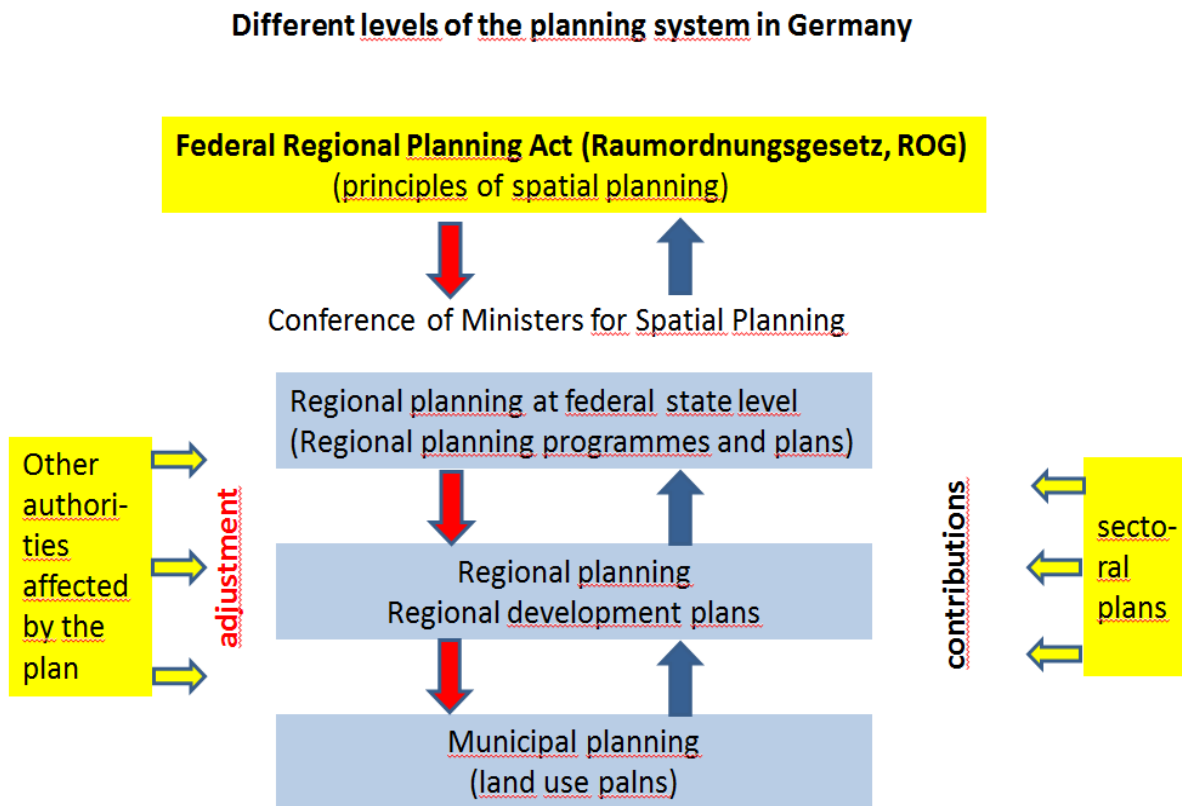 Different levels of the planning system in Germany
Federal Regional Planning Act (Raumordnungsgesetz, ROG)
(principles of spatial planning)
Conference of Ministers for Spatial Planning
Regional planning at federal state level
(Regional planning programmes and plans)
Other
authori-
ties
affected
by the
plan
adjustment
Regional planning
Regional development plans
contributions
secto-
ral
plans
Municipal planning
(land use palns)